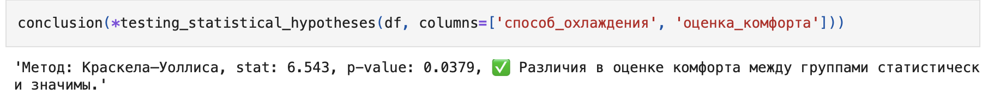 conclusion(*testing_statistical_hypotheses(df, columns=['способ_охлаждения', 'оценка_комфорта']))
'Метод: Краскела–Уоллиса, stat: 6.543, p-value: 0.0379, ✅ Различия в оценке комфорта между группами статистическ
и значимы.'